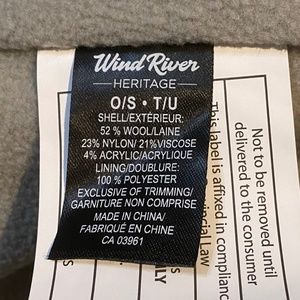 Wind River
HERITAGE
O/S • T/U
SHELL/EXTÉRIEUR:
52 % WOOL/LAINE
23% NYLON/ 21%VISCOSE
4% ACRYLIC/ACRYLIQUE
LINING/DOUBLURE:
100 % POLYESTER
EXCLUSIVE OF TRIMMING/
GARNITURE NON COMPRISE
MADE IN CHINA/
FABRIQUÉ EN CHINE
CA 03961
Not to be removed until
delivered to the consumer
This label is affixed in compliance
Law